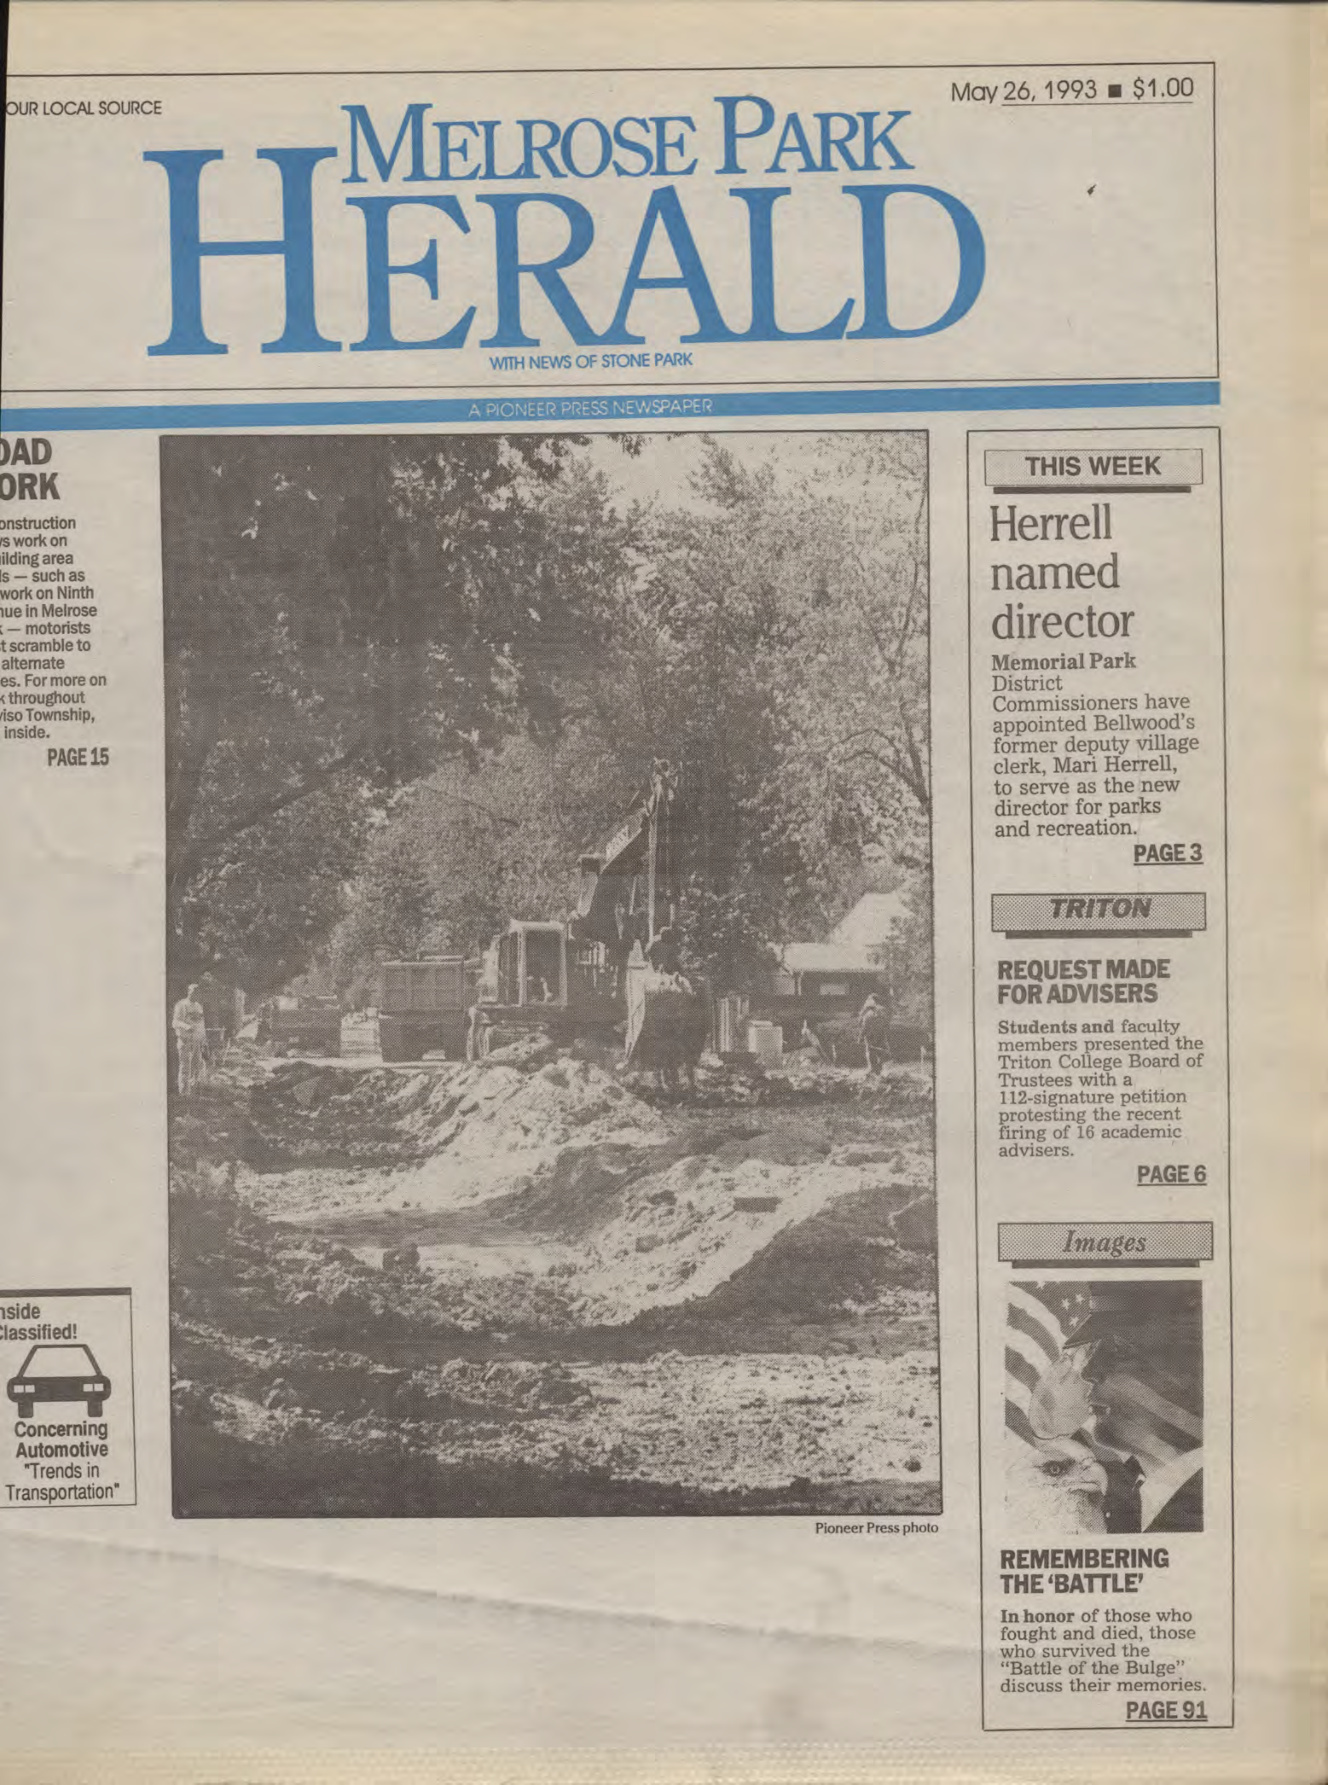 OUR LOCAL SOURCE
May 26, 1993 ■ $1.00
MELROSE PARK
HERALD
WITH NEWS OF STONE PARK
A PIONEER PRESS NEWSPAPER
OAD
ORK
onstruction
ys work on
ilding area
ls — such as
work on Ninth
nue in Melrose
k — motorists
t scramble to
alternate
es. For more on
k throughout
viso Township,
inside.
PAGE 15
nside
Classified!
Concerning
Automotive
"Trends in
Transportation"
Pioneer Press photo
THIS WEEK
Herrell
named
director
Memorial Park
District
Commissioners have
appointed Bellwood's
former deputy village
clerk, Mari Herrell,
to serve as the new
director for parks
and recreation.
PAGE 3
TRITON
REQUEST MADE
FOR ADVISERS
Students and faculty
members presented the
Triton College Board of
Trustees with a
112-signature petition
protesting the recent
firing of 16 academic
advisers.
PAGE 6
Images
REMEMBERING
THE 'BATTLE'
In honor of those who
fought and died, those
who survived the
"Battle of the Bulge"
discuss their memories.
PAGE 91